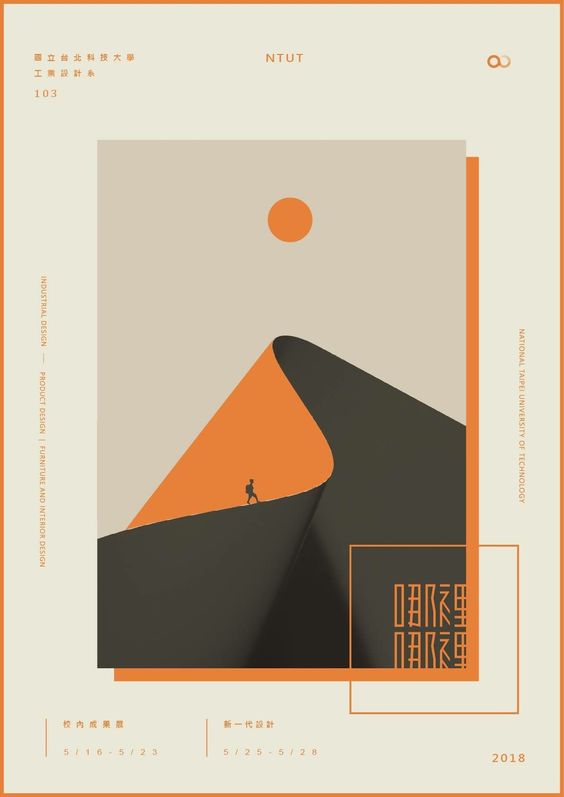 國立台北科技大學
工業設計系
103
NTUT
INDUSTRIAL DESIGN — PRODUCT DESIGN | FURNITURE AND INTERIOR DESIGN
NATIONAL TAIPEI UNIVERSITY OF TECHNOLOGY
哪裡
哪裡
校內成果展
5/16-5/23
新一代設計
5/25-5/28
2018